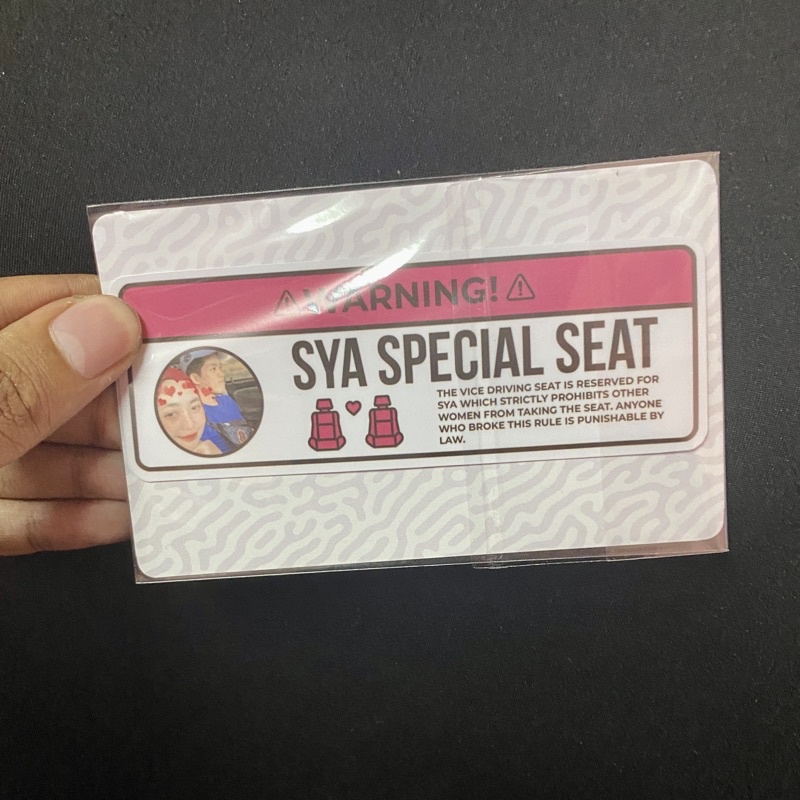 WARNING!
SYA SPECIAL SEAT
THE VICE DRIVING SEAT IS RESERVED FOR
SYA WHICH STRICTLY PROHIBITS OTHER
WOMEN FROM TAKING THE SEAT. ANYONE
WHO BROKE THIS RULE IS PUNISHABLE BY
LAW.